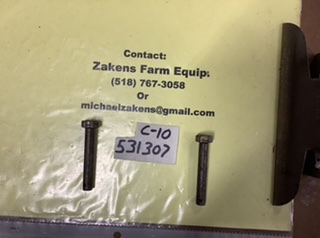 Contact:
Zakens Farm Equip.
(518) 767-3058
Or
michaelzakens@gmail.com
C-10
531307